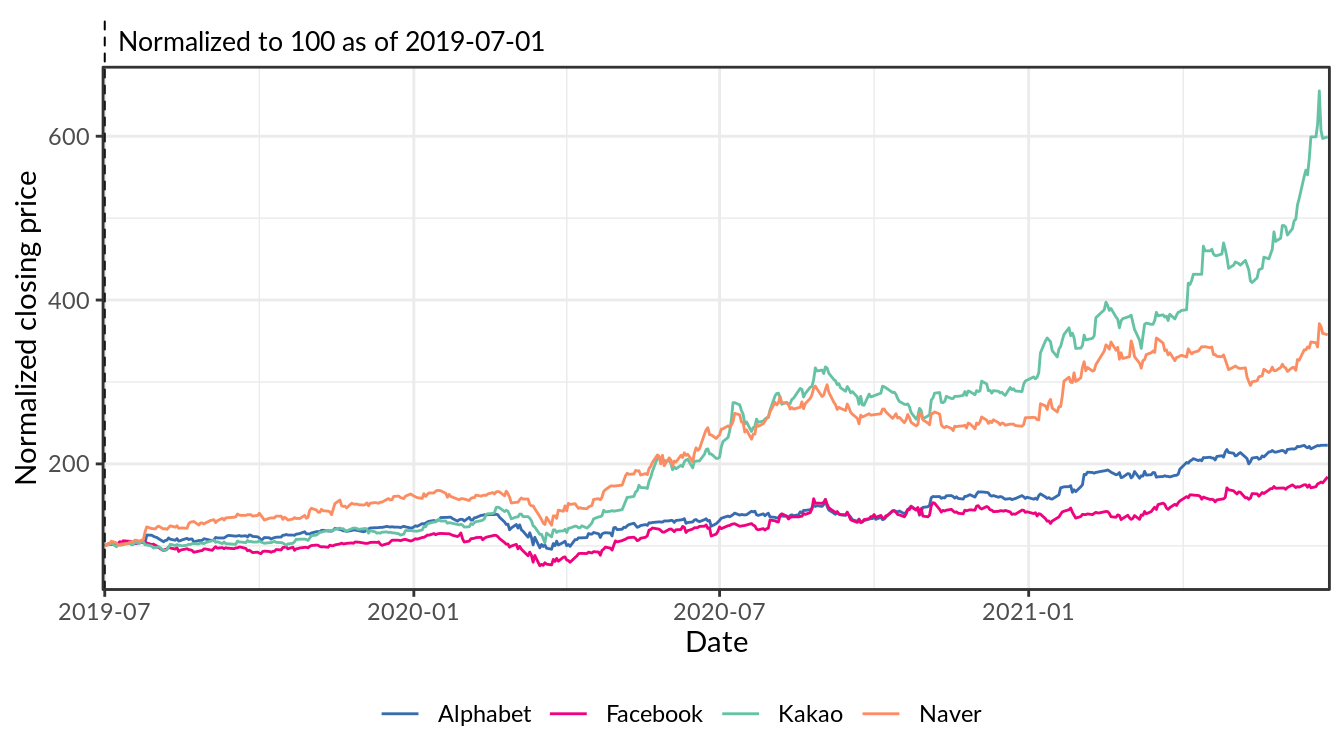 Normalized to 100 as of 2019-07-01
Normalized closing price
600
400
200
2019-07 2020-01 2020-07 2021-01
Date
Alphabet Facebook Kakao Naver